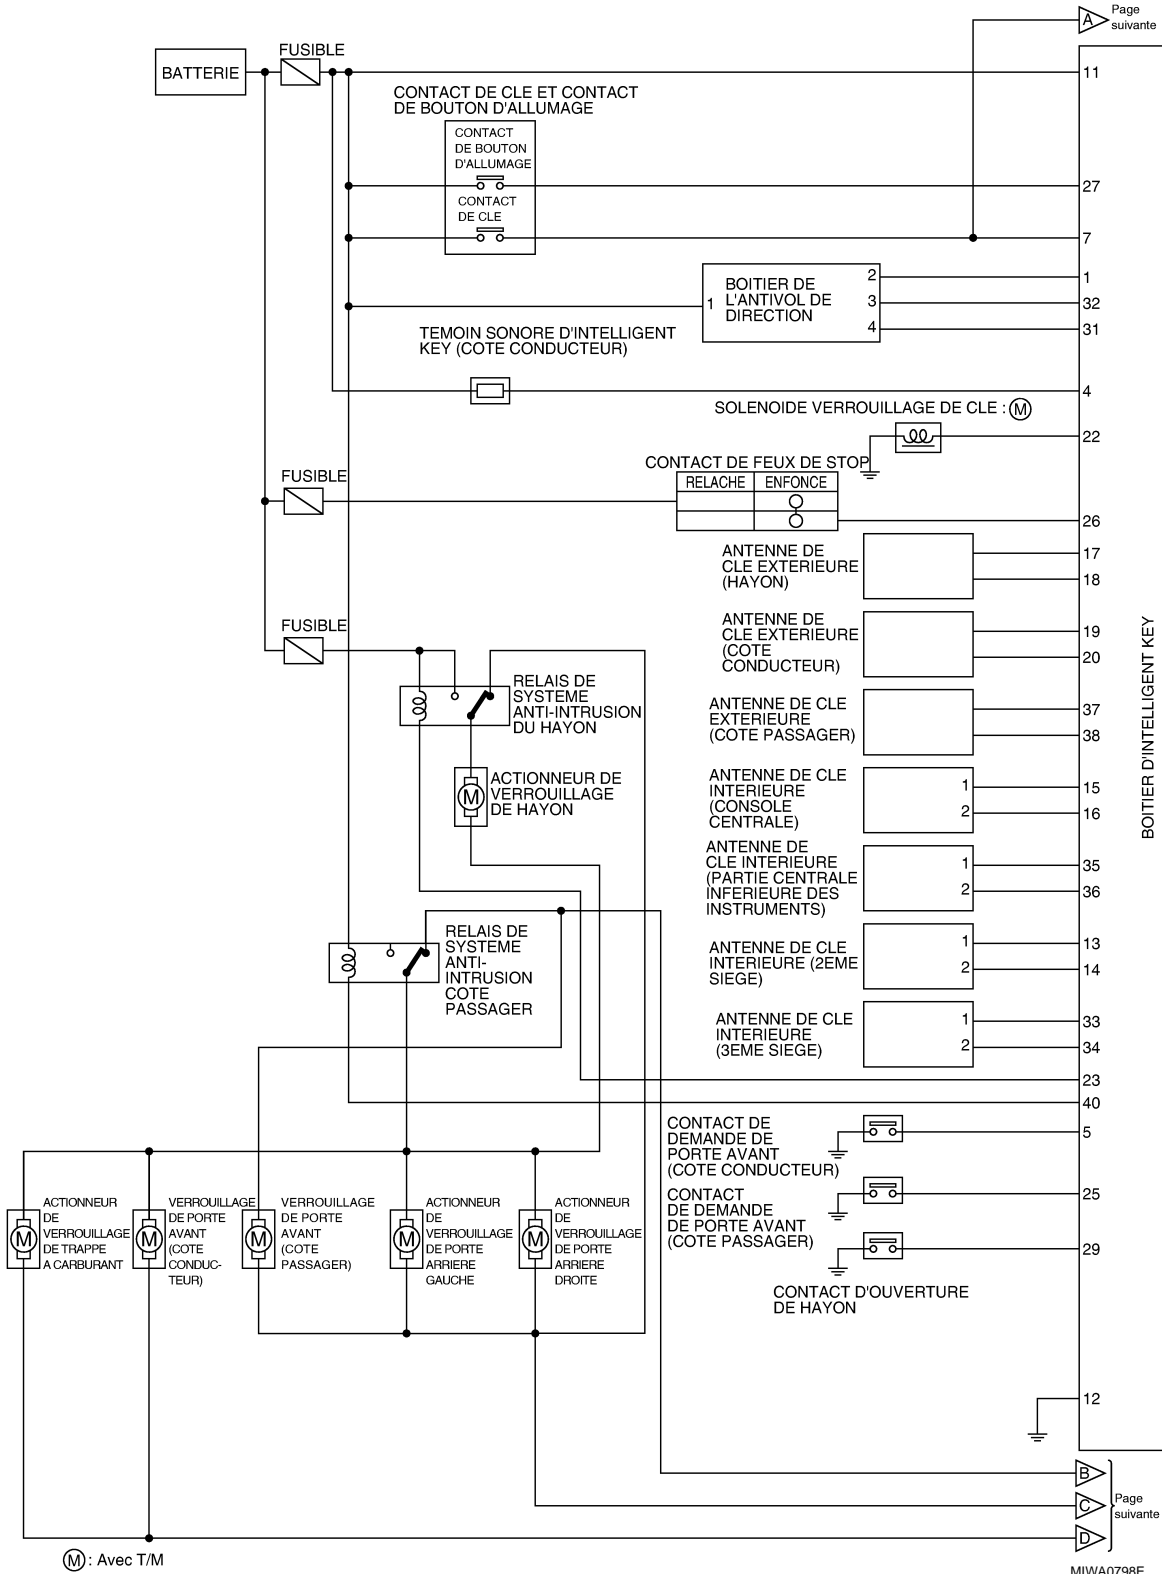 A
Page
suivante
FUSIBLE
BATTERIE
11
CONTACT DE CLE ET CONTACT
DE BOUTON D'ALLUMAGE
CONTACT
DE BOUTON
D'ALLUMAGE
27
CONTACT
DE CLE
7
BOITIER DE
L'ANTIVOL DE
DIRECTION
1
2
3
4
1
32
31
TEMOIN SONORE D'INTELLIGENT
KEY (COTE CONDUCTEUR)
4
SOLENOIDE VERROUILLAGE DE CLE : M
22
CONTACT DE FEUX DE STOP
RELACHE
ENFONCE
FUSIBLE
26
ANTENNE DE
CLE EXTERIEURE
(HAYON)
17
18
ANTENNE DE
CLE EXTERIEURE
(COTE
CONDUCTEUR)
19
20
BOITIER D'INTELLIGENT KEY
FUSIBLE
RELAIS DE
SYSTEME
ANTI-INTRUSION
DU HAYON
ANTENNE DE CLE
EXTERIEURE
(COTE PASSAGER)
37
38
M
ACTIONNEUR DE
VERROUILLAGE
DE HAYON
ANTENNE DE CLE
INTERIEURE
(CONSOLE
CENTRALE)
1
2
15
16
ANTENNE DE
CLE INTERIEURE
(PARTIE CENTRALE
INFERIEURE DES
INSTRUMENTS)
1
2
35
36
RELAIS DE
SYSTEME
ANTI-
INTRUSION
COTE
PASSAGER
ANTENNE DE CLE
INTERIEURE (2EME
SIEGE)
1
2
13
14
ANTENNE DE CLE
INTERIEURE
(3EME SIEGE)
1
2
33
34
23
40
CONTACT DE
DEMANDE DE
PORTE AVANT
(COTE CONDUCTEUR)
5
CONTACT
DE DEMANDE
DE PORTE AVANT
(COTE PASSAGER)
25
29
CONTACT D'OUVERTURE
DE HAYON
M
ACTIONNEUR
DE
VERROUILLAGE
DE TRAPPE
A CARBURANT
M
VERROUILLAGE
DE PORTE
AVANT
(COTE
CONDUC-
TEUR)
M
VERROUILLAGE
DE PORTE
AVANT
(COTE
PASSAGER)
M
ACTIONNEUR
DE
VERROUILLAGE
DE PORTE
ARRIERE
GAUCHE
M
ACTIONNEUR
DE
VERROUILLAGE
DE PORTE
ARRIERE
DROITE
12
B
C
D
Page
suivante
M : Avec T/M
MIWA0798E